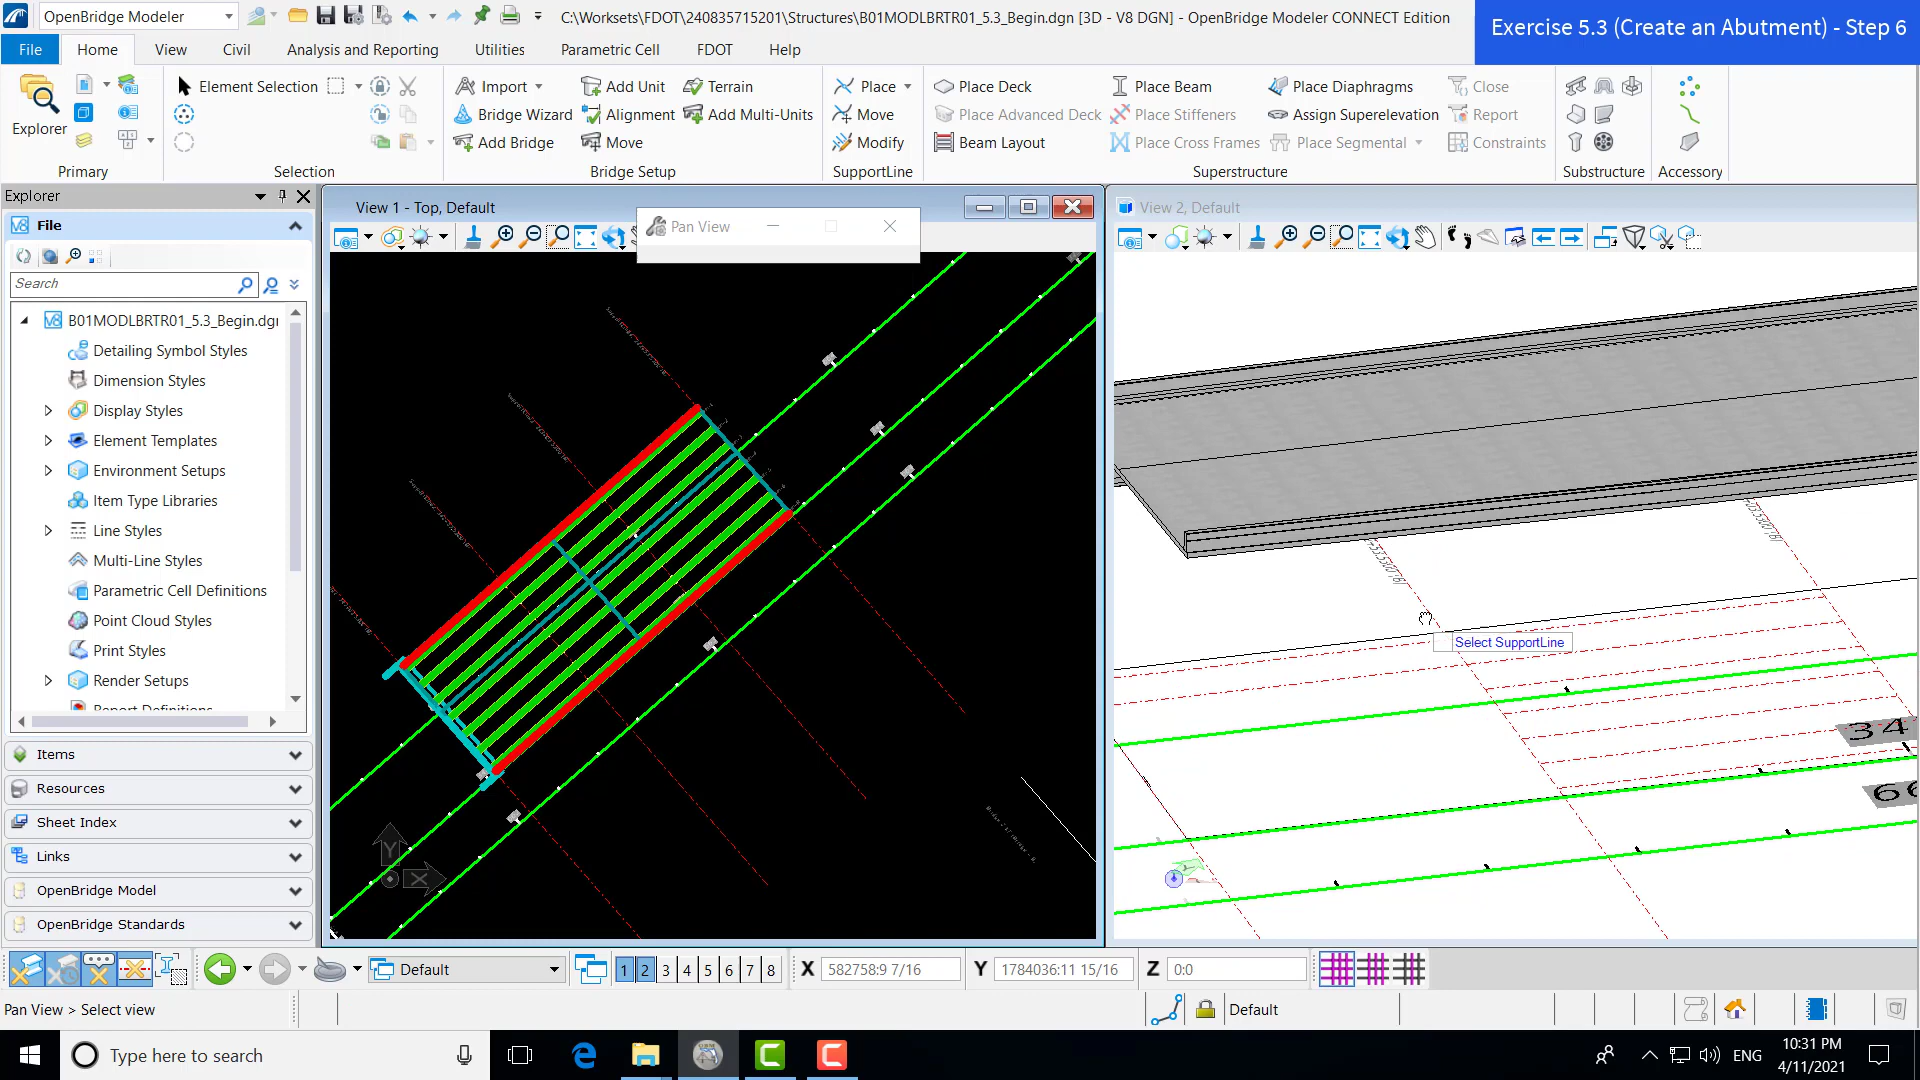 OpenBridge Modeler
C:\Worksets\FDOT\240835715201\Structures\B01MODLBRTR01_5.3_Begin.dgn [3D - V8 DGN] - OpenBridge Modeler CONNECT Edition
Exercise 5.3 (Create an Abutment) - Step 6
File
Home
View
Civil
Analysis and Reporting
Utilities
Parametric Cell
FDOT
Help
Explorer
Element Selection
Import
Add Unit
Terrain
Bridge Wizard
Alignment
Add Multi-Units
Add Bridge
Move
Place
Move
Modify
Place Deck
Place Beam
Place Diaphragms
Close
Place Advanced Deck
Place Stiffeners
Assign Superelevation
Report
Beam Layout
Place Cross Frames
Place Segmental
Constraints
Primary
Selection
Bridge Setup
SupportLine
Superstructure
Substructure
Accessory
Explorer
File
Search
B01MODLBRTR01_5.3_Begin.dgn
Detailing Symbol Styles
Dimension Styles
Display Styles
Element Templates
Environment Setups
Item Type Libraries
Line Styles
Multi-Line Styles
Parametric Cell Definitions
Point Cloud Styles
Print Styles
Render Setups
Report Definitions
Items
Resources
Sheet Index
Links
OpenBridge Model
OpenBridge Standards
View 1 - Top, Default
Pan View
Y
X
View 2, Default
Select SupportLine
34
66
Default
1 2 3 4 5 6 7 8
X 582758:9 7/16
Y 1784036:11 15/16
Z 0:0
Pan View > Select view
Default
Type here to search
ENG
10:31 PM
4/11/2021